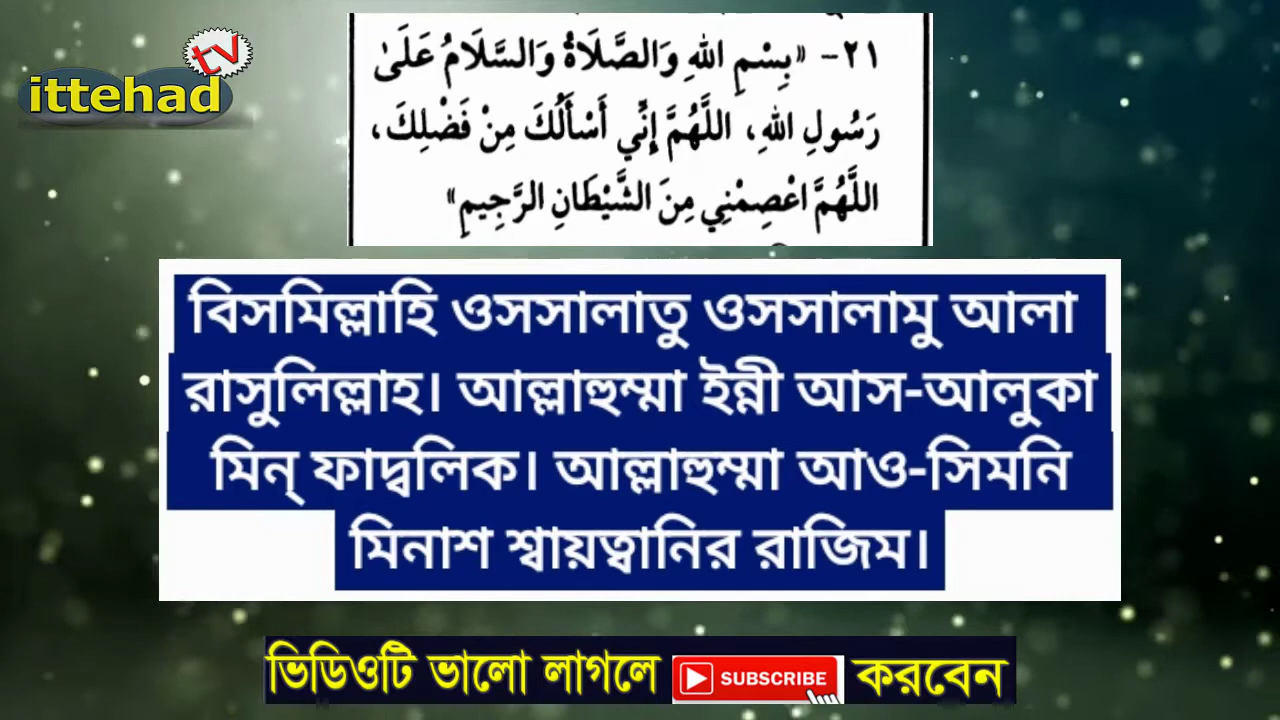 ittehad
tv
٢١- «بِسْمِ اللهِ وَالصَّلَاةُ وَالسَّلَامُ عَلَىٰ
رَسُولِ اللهِ، اللَّهُمَّ إِنِّي أَسْأَلُكَ مِنْ فَضْلِكَ،
اللَّهُمَّ اعْصِمْنِي مِنَ الشَّيْطَانِ الرَّجِيمِ»
বিসমিল্লাহি ওসসালাতু ওসসালামু আলা
রাসুলিল্লাহ। আল্লাহুম্মা ইন্নী আস-আলুকা
মিন্ ফাদ্বলিক। আল্লাহুম্মা আও-সিমনি
মিনাশ শ্বায়ত্বানির রাজিম।
ভিডিওটি ভালো লাগলে SUBSCRIBE করবেন